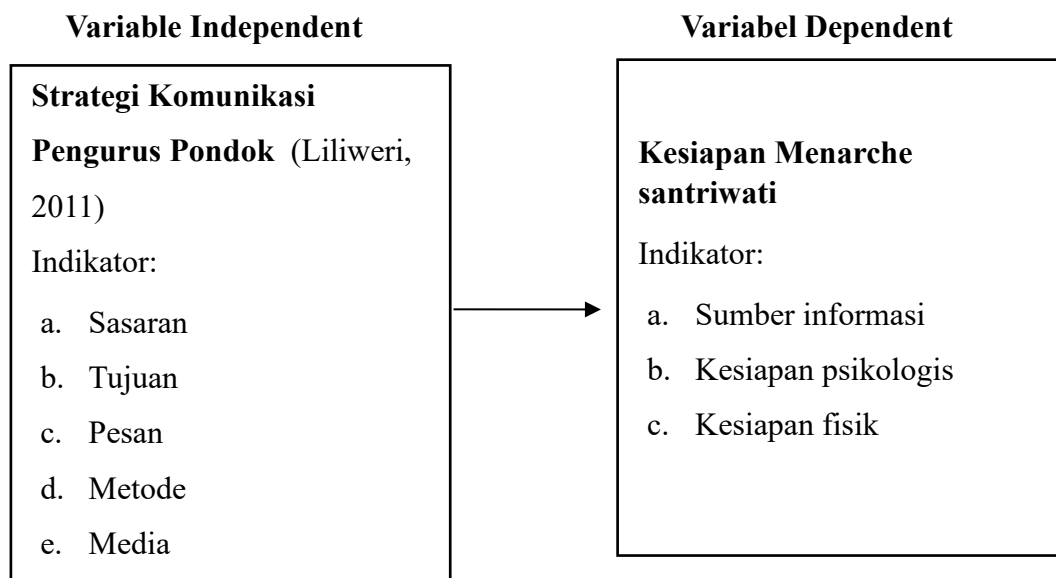 Variable Independent
Strategi Komunikasi
Pengurus Pondok (Liliweri,
2011)
Indikator:
a. Sasaran
b. Tujuan
c. Pesan
d. Metode
e. Media
Variabel Dependent
Kesiapan Menarche
santriwati
Indikator:
a. Sumber informasi
b. Kesiapan psikologis
c. Kesiapan fisik